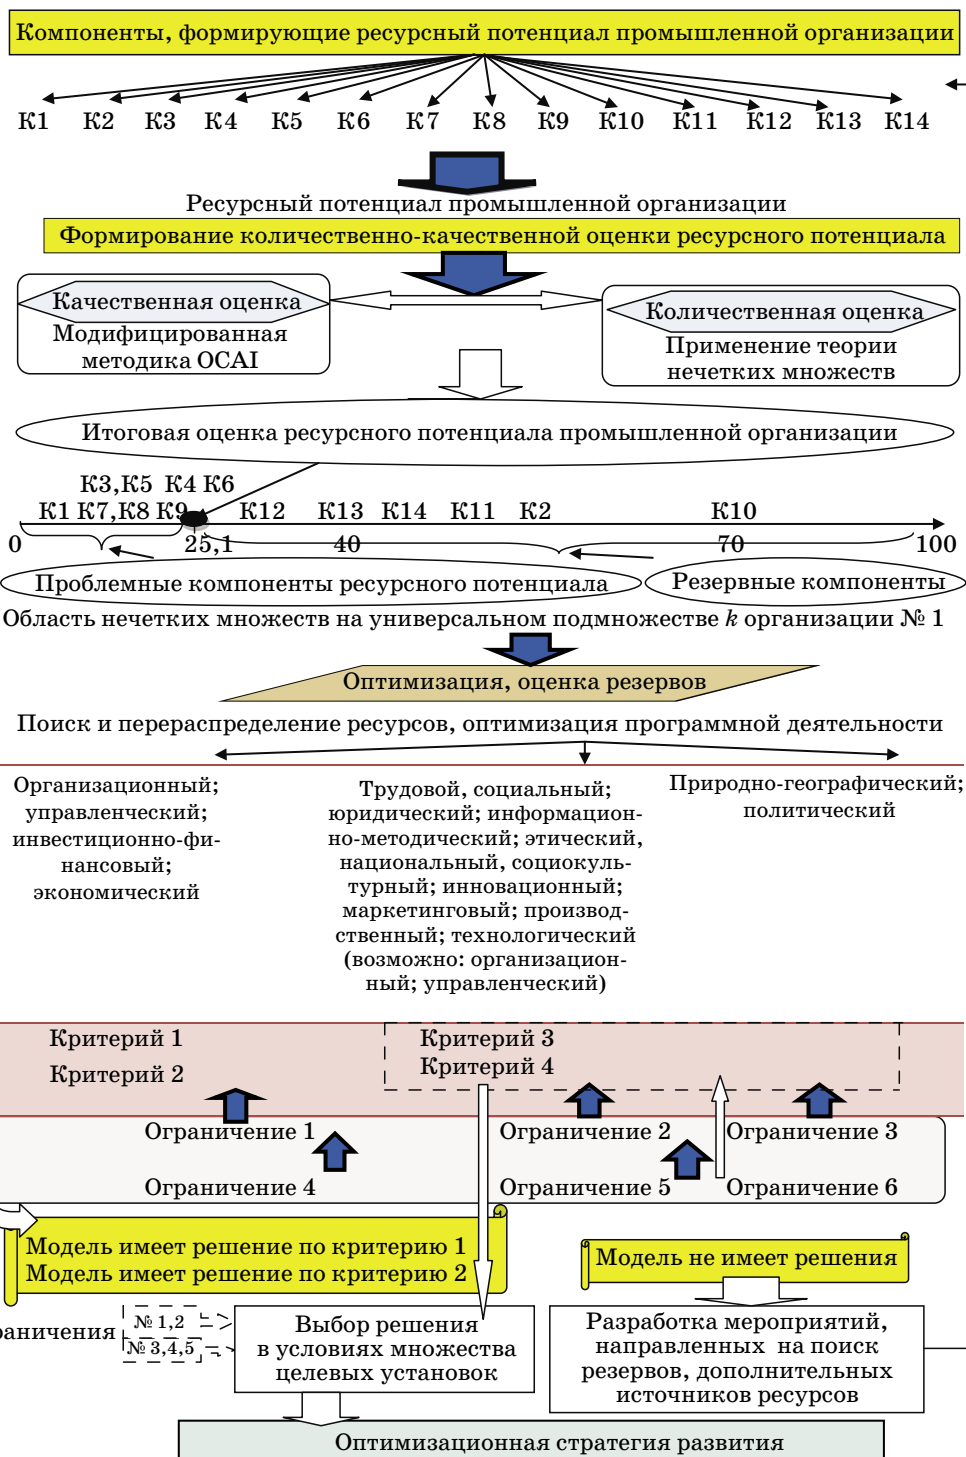 Компоненты, формирующие ресурсный потенциал промышленной организации
К1 К2 К3 К4 К5 К6 К7 К8 К9 К10 К11 К12 К13 К14
Ресурсный потенциал промышленной организации
Формирование количественно-качественной оценки ресурсного потенциала
Качественная оценка
Модифицированная
методика OCAI
Количественная оценка
Применение теории
нечетких множеств
Итоговая оценка ресурсного потенциала промышленной организации
К3,К5 К4 К6
К1 К7,К8 К9 К12 К13 К14 К11 К2 К10
0 25,1 40 70 100
Проблемные компоненты ресурсного потенциала
Резервные компоненты
Область нечетких множеств на универсальном подмножестве k организации № 1
Оптимизация, оценка резервов
Поиск и перераспределение ресурсов, оптимизация программной деятельности
Организационный;
управленческий;
инвестиционно-фи-
нансовый;
экономический
Трудовой, социальный;
юридический; информацион-
но-методический; этический,
национальный, социокуль-
турный; инновационный;
маркетинговый; производ-
ственный; технологический
(возможно: организацион-
ный; управленческий)
Природно-географический;
политический
Критерий 1
Критерий 2
Критерий 3
Критерий 4
Ограничение 1 Ограничение 2 Ограничение 3
Ограничение 4 Ограничение 5 Ограничение 6
Модель имеет решение по критерию 1
Модель имеет решение по критерию 2
Модель не имеет решения
раничения
№ 1,2
№ 3,4,5
Выбор решения
в условиях множества
целевых установок
Разработка мероприятий,
направленных на поиск
резервов, дополнительных
источников ресурсов
Оптимизационная стратегия развития